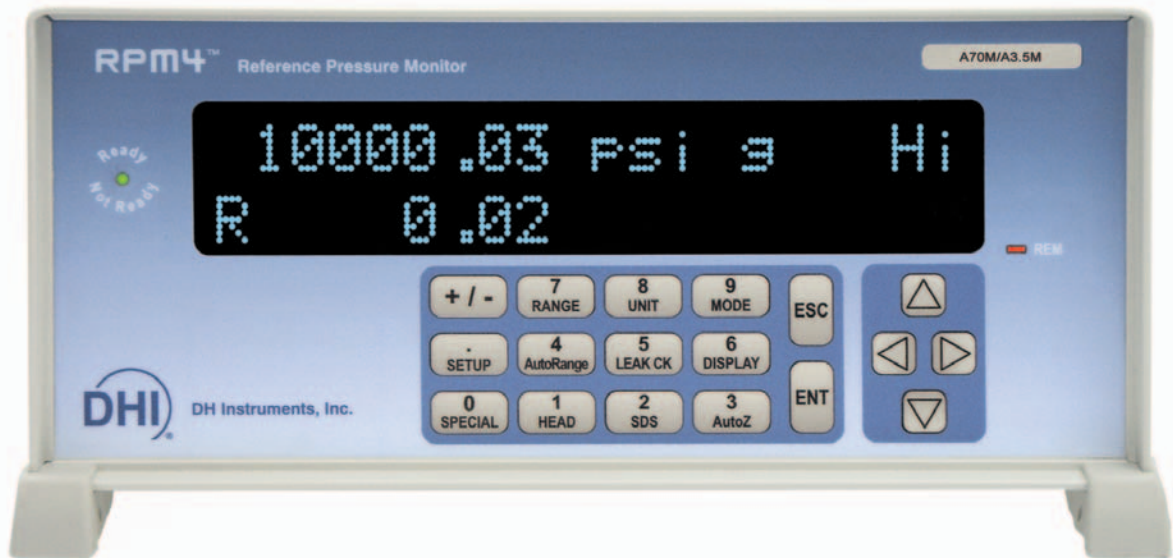 RPM4™ Reference Pressure Monitor
A70M/A3.5M
Ready
Not Ready
10000.03 psi g Hi
R 0.02
REM
+ / -
7 RANGE
8 UNIT
9 MODE
ESC
. SETUP
4 AutoRange
5 LEAK CK
6 DISPLAY
0 SPECIAL
1 HEAD
2 SDS
3 AutoZ
ENT
DHI® DH Instruments, Inc.